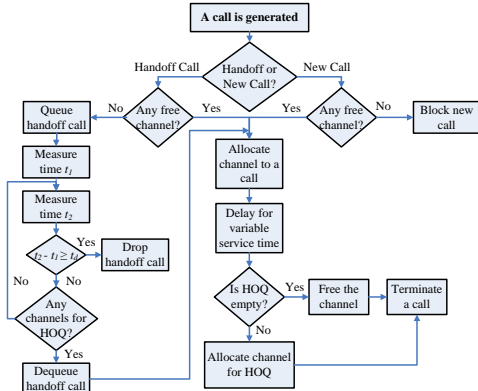 A call is generated
Handoff Call
Handoff or
New Call?
New Call
Queue
handoff call
No
Any free
channel?
Yes
Yes
Any free
channel?
No
Block new
call
Measure
time t1
Allocate
channel to a
call
Measure
time t2
Delay for
variable
service time
t2 - t1 ≥ td
Yes
Drop
handoff call
No
No
Is HOQ
empty?
Yes
Free the
channel
Terminate
a call
Any
channels for
HOQ?
No
Yes
Allocate channel
for HOQ
Dequeue
handoff call